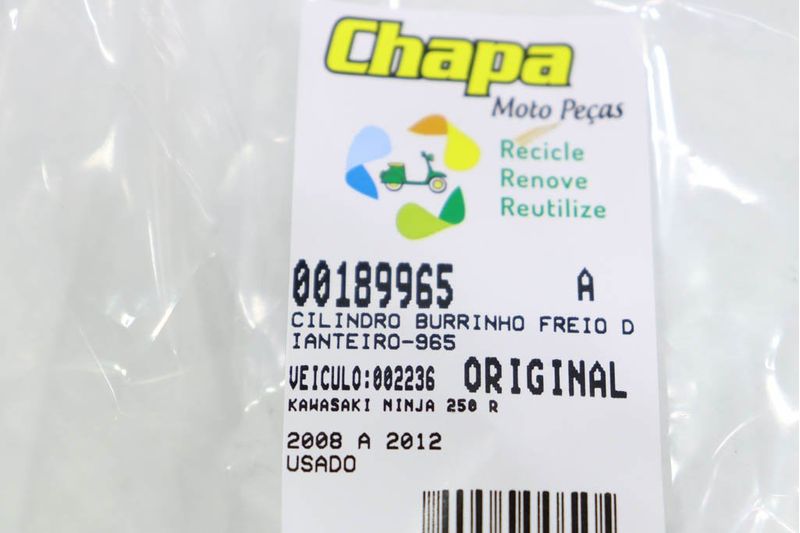 Chapa
Moto Peças
Recicle
Renove
Reutilize
00189965 A
CILINDRO BURRINHO FREIO D
IANTEIRO-965
VEICULO:002236 ORIGINAL
KAWASAKI NINJA 250 R
2008 A 2012
USADO